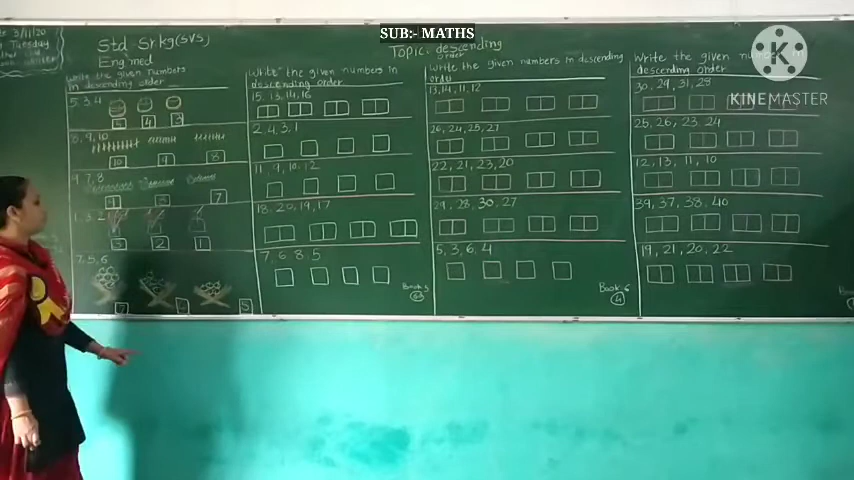 SUB:- MATHS
3/11/20
Tuesday
Std Sr kg (SVS)
Eng med
Topic. descending
order
KINEMASTER
Write the given numbers
in descending order
5, 3, 4
5 4 3
8, 9, 10
10 9 8
9, 7, 8
7
1, 3, 2
3 2 1
7, 5, 6
7 5
Write the given numbers in
descending order
15, 13, 14, 16
2, 4, 3, 1
11, 9, 10, 12
18, 20, 19, 17
7, 6, 8, 5
Write the given numbers in descending
13, 14, 11, 12
26, 24, 25, 27
22, 21, 23, 20
29, 28, 30, 27
5, 3, 6, 4
Book-6
4
Write the given
descending order
30, 29, 31, 28
25, 26, 23, 24
12, 13, 11, 10
39, 37, 38, 40
19, 21, 20, 22